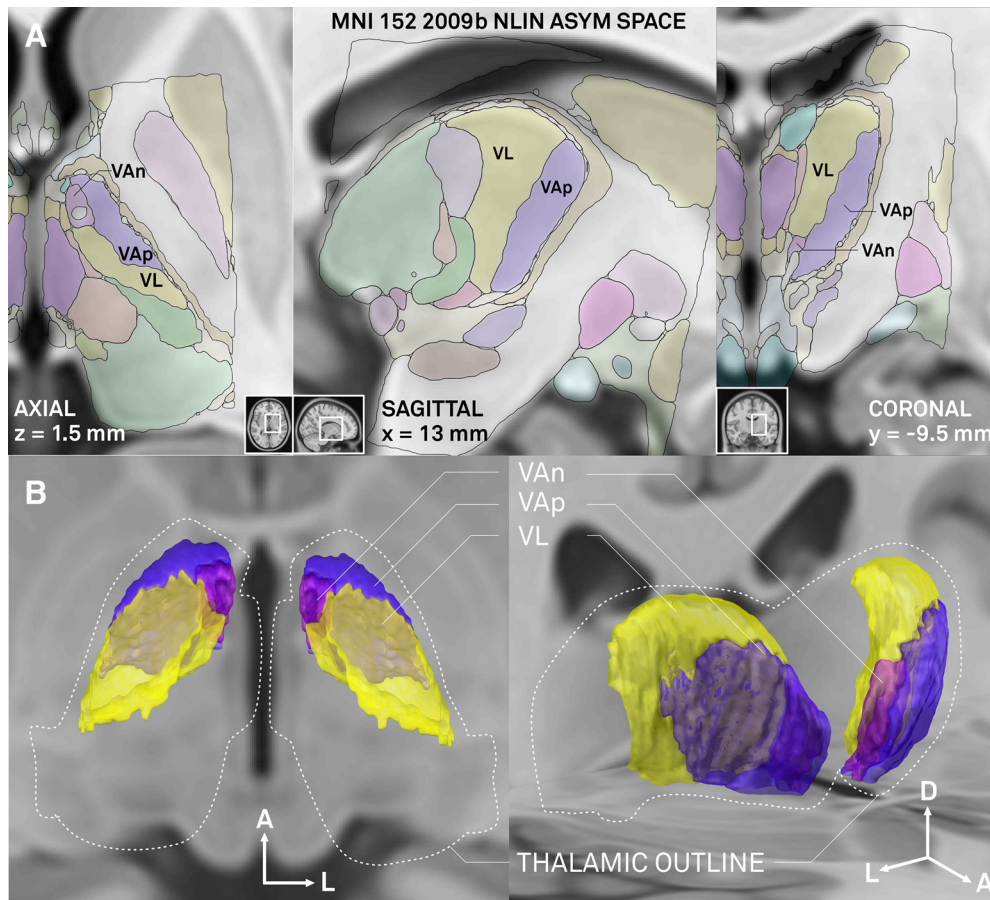 A
MNI 152 2009b NLIN ASYM SPACE
VAn
VAp
VL
AXIAL
z = 1.5 mm
VL
VAp
SAGITTAL
x = 13 mm
VL
VAp
VAn
CORONAL
y = -9.5 mm
B
VAn
VAp
VL
A
L
THALAMIC OUTLINE
D
L
A